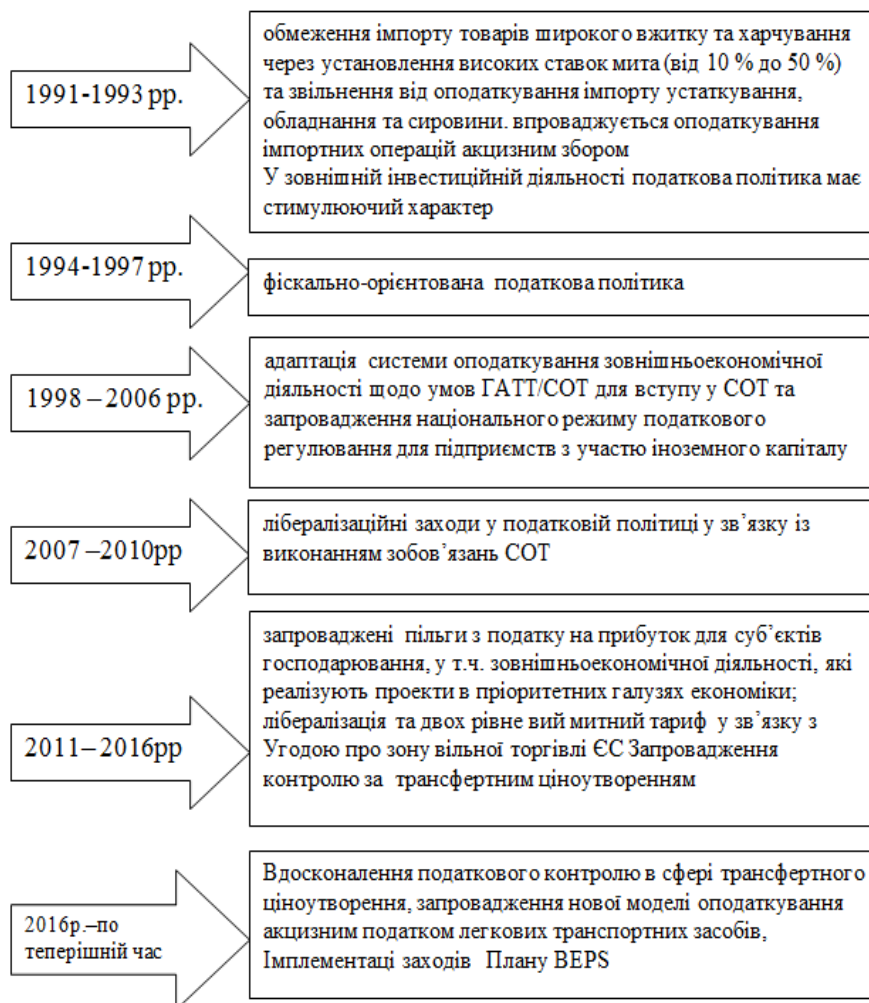 1991-1993 рр.
обмеження імпорту товарів широкого вжитку та харчування
через установлення високих ставок мита (від 10 % до 50 %)
та звільнення від оподаткування імпорту устаткування,
обладнання та сировини. впроваджується оподаткування
імпортних операцій акцизним збором
У зовнішній інвестиційній діяльності податкова політика має
стимулюючий характер
1994-1997 рр.
фіскально-орієнтована податкова політика
1998 – 2006 рр.
адаптація системи оподаткування зовнішньоекономічної
діяльності щодо умов ГАТТ/СОТ для вступу у СОТ та
запровадження національного режиму податкового
регулювання для підприємств з участю іноземного капіталу
2007 –2010рр
лібералізаційні заходи у податковій політиці у зв’язку із
виконанням зобов’язань СОТ
2011– 2016рр
запроваджені пільги з податку на прибуток для суб’єктів
господарювання, у т.ч. зовнішньоекономічної діяльності, які
реалізують проекти в пріоритетних галузях економіки;
лібералізація та двох рівне вий митний тариф у зв’язку з
Угодою про зону вільної торгівлі ЄС Запровадження
контролю за трансфертним ціноутворенням
2016р.–по
теперішній час
Вдосконалення податкового контролю в сфері трансфертного
ціноутворення, запровадження нової моделі оподаткування
акцизним податком легкових транспортних засобів,
Імплементаці заходів Плану BEPS